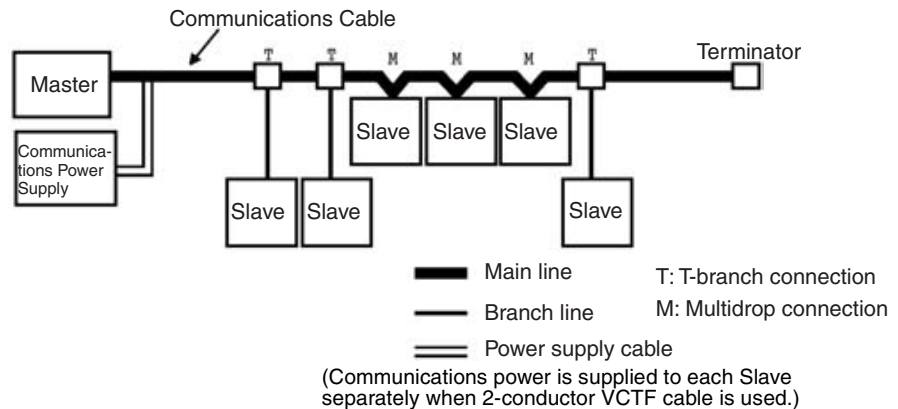 Communications Cable
T T M M M T
Terminator
Master
Communica-
tions Power
Supply
Slave Slave Slave
Slave Slave Slave
Main line
T: T-branch connection
Branch line
M: Multidrop connection
Power supply cable
(Communications power is supplied to each Slave
separately when 2-conductor VCTF cable is used.)